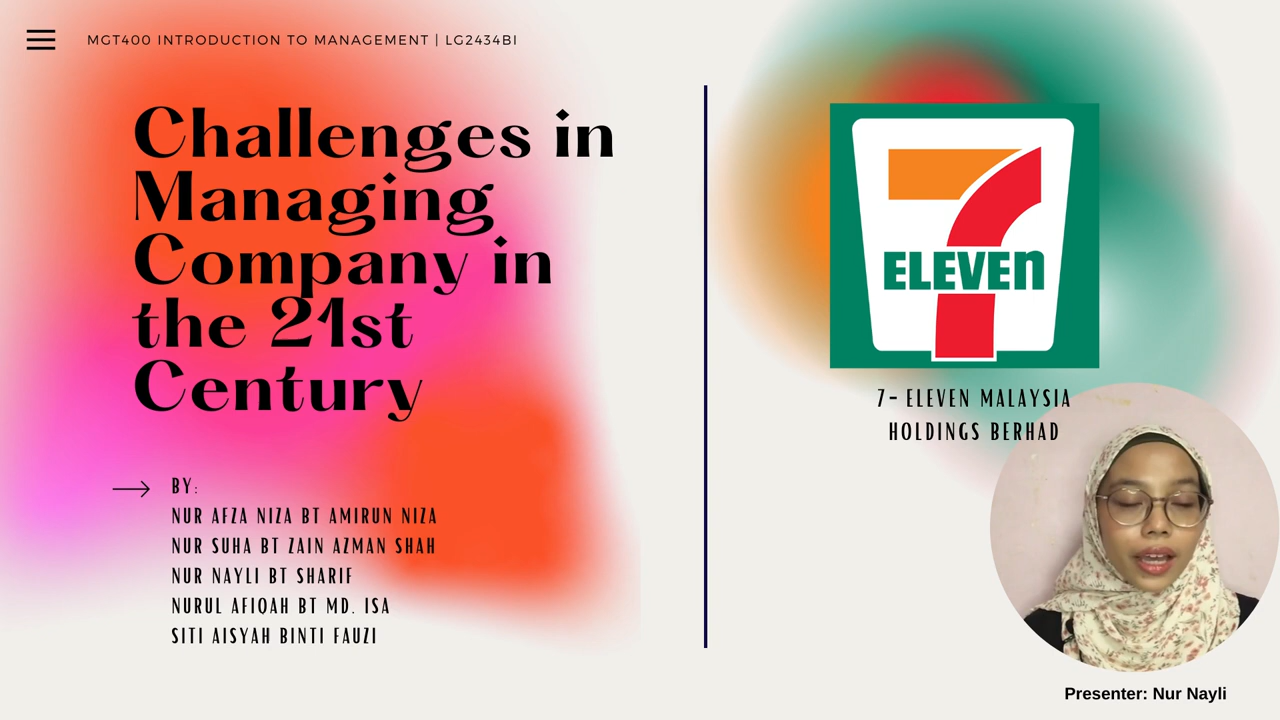 MGT400 INTRODUCTION TO MANAGEMENT | LG2434BI
Challenges in
Managing
Company in
the 21st
Century
BY:
NUR AFZA NIZA BT AMIRUN NIZA
NUR SUHA BT ZAIN AZMAN SHAH
NUR NAYLI BT SHARIF
NURUL AFIQAH BT MD. ISA
SITI AISYAH BINTI FAUZI
7
ELEVEn
7- ELEVEN MALAYSIA
HOLDINGS BERHAD
Presenter: Nur Nayli